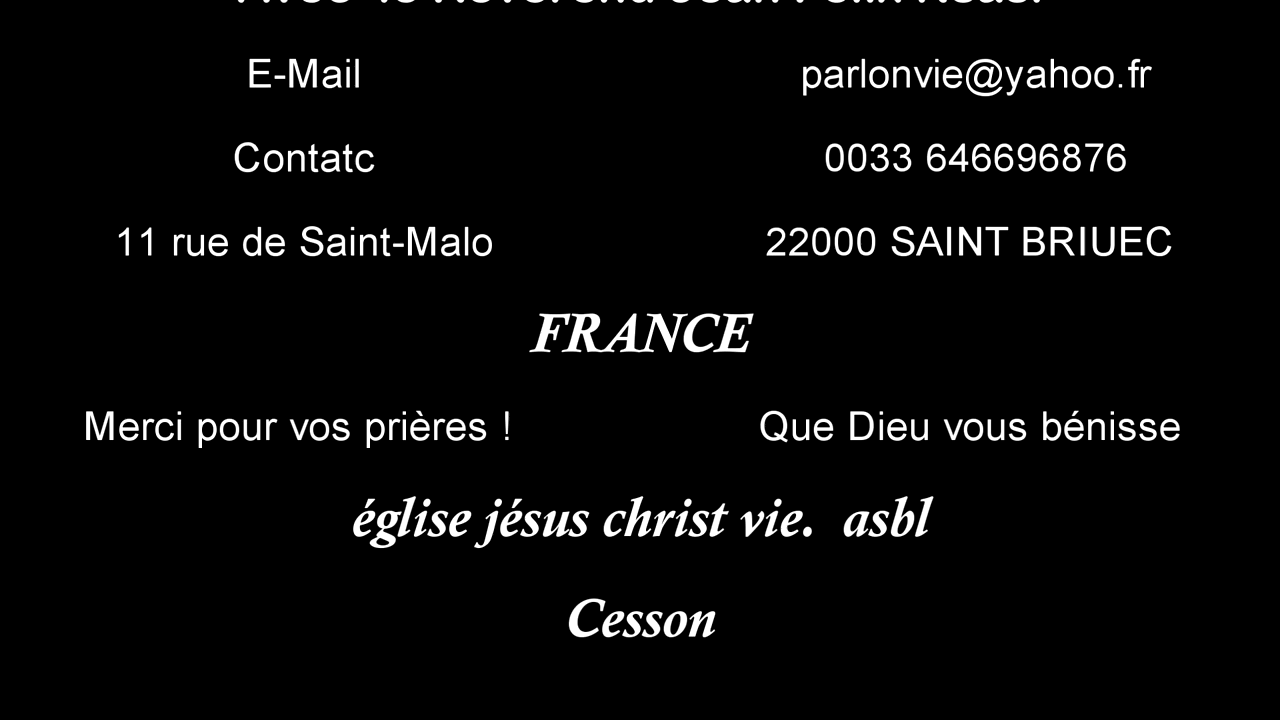 E-Mail parlonvie@yahoo.fr
Contatc 0033 646696876
11 rue de Saint-Malo 22000 SAINT BRIUEC
FRANCE
Merci pour vos prières ! Que Dieu vous bénisse
église jésus christ vie. asbl
Cesson